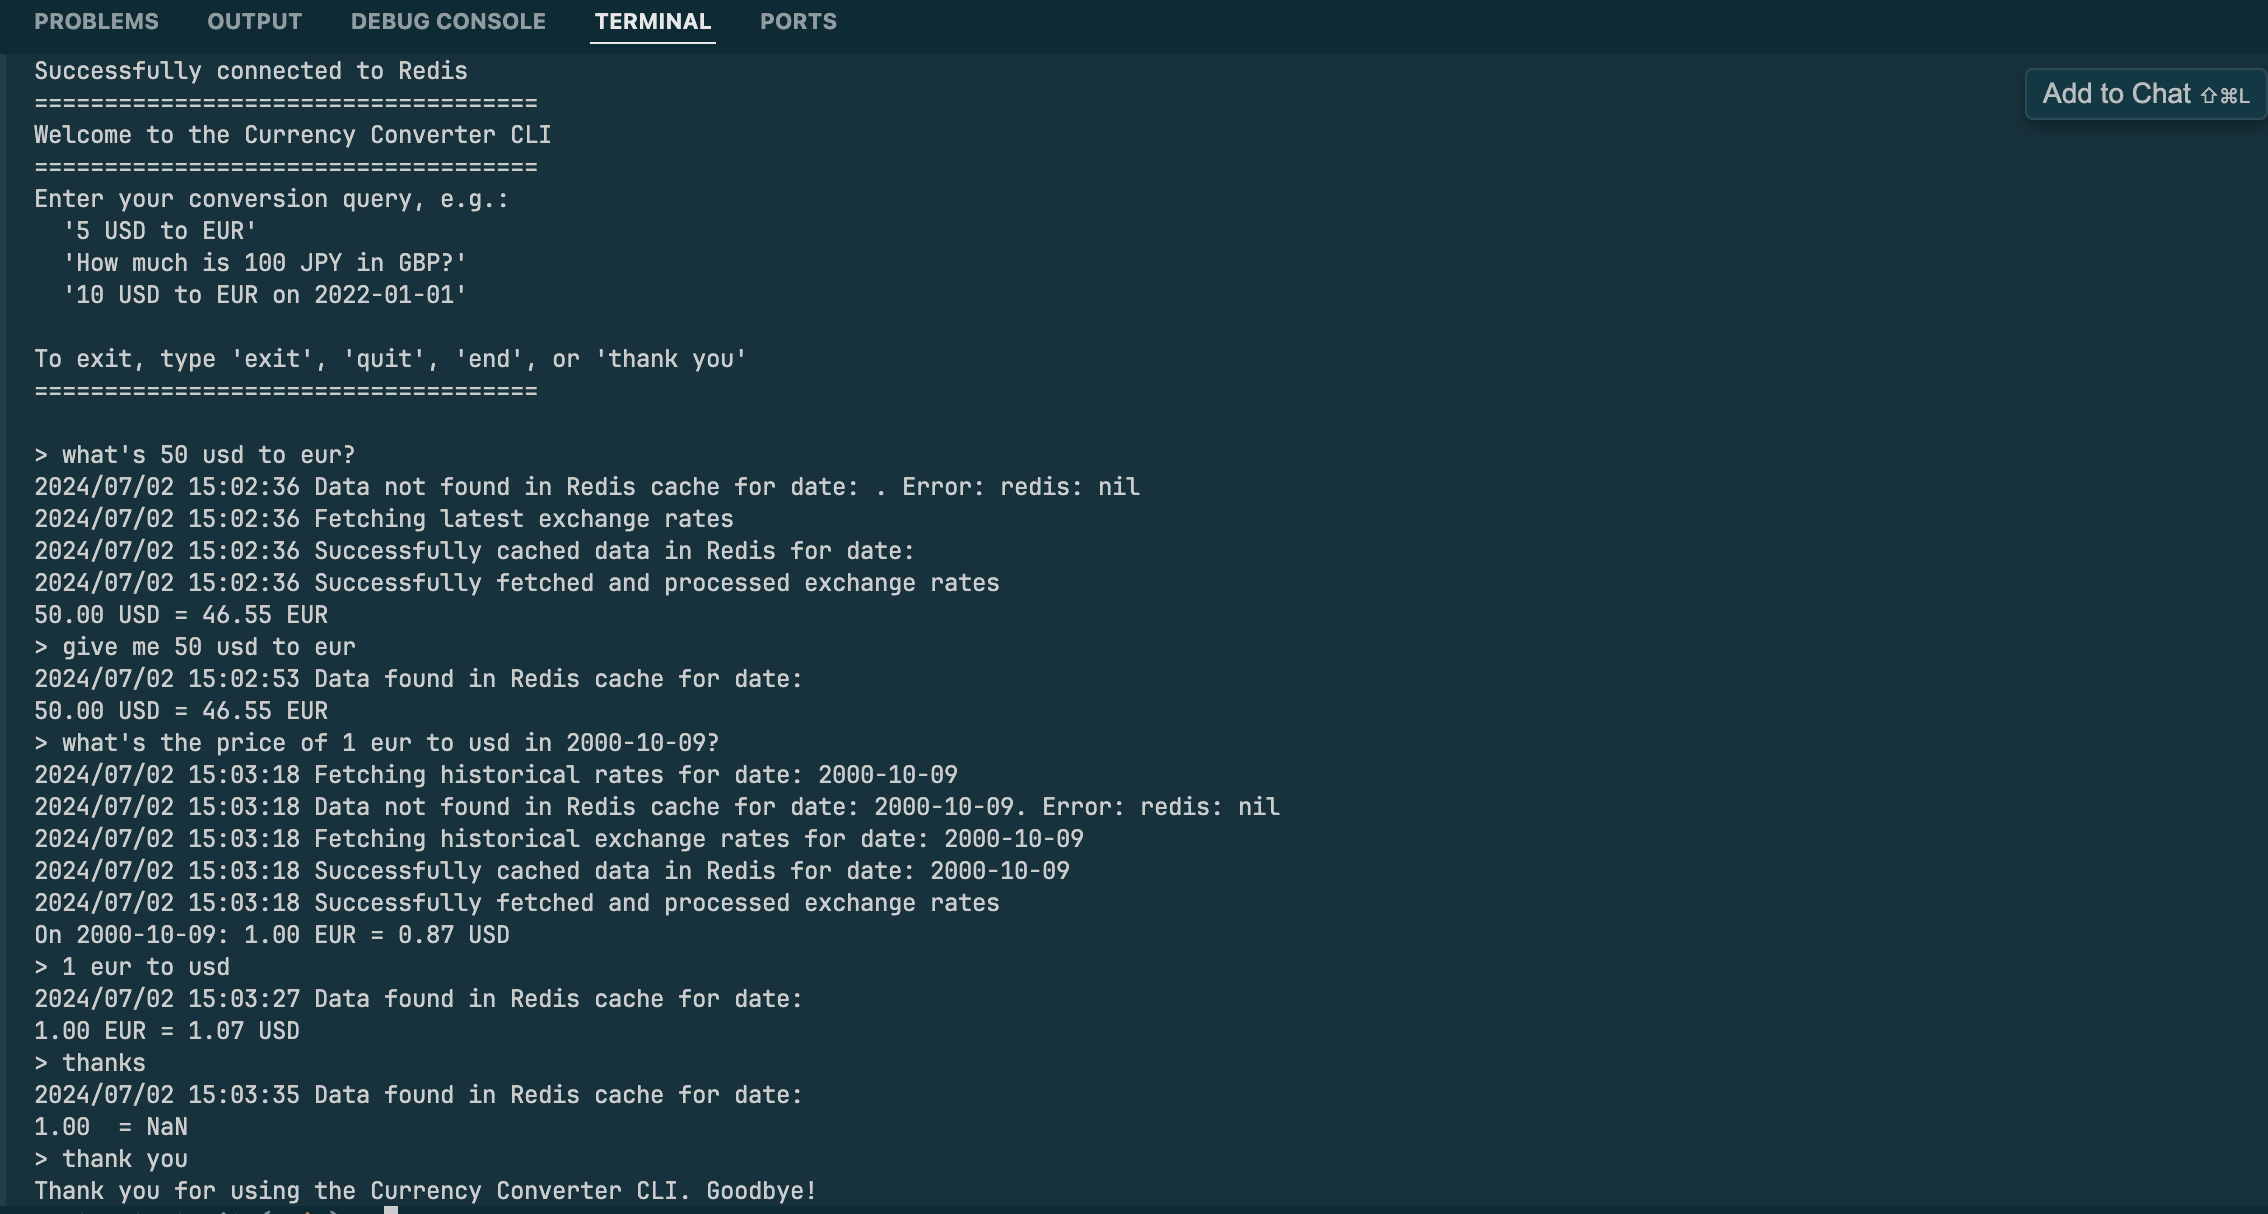 PROBLEMS OUTPUT DEBUG CONSOLE TERMINAL PORTS
Successfully connected to Redis
Add to Chat ⇧⌘L
====================================
Welcome to the Currency Converter CLI
====================================
Enter your conversion query, e.g.:
  '5 USD to EUR'
  'How much is 100 JPY in GBP?'
  '10 USD to EUR on 2022-01-01'

To exit, type 'exit', 'quit', 'end', or 'thank you'
====================================

> what's 50 usd to eur?
2024/07/02 15:02:36 Data not found in Redis cache for date: . Error: redis: nil
2024/07/02 15:02:36 Fetching latest exchange rates
2024/07/02 15:02:36 Successfully cached data in Redis for date:
2024/07/02 15:02:36 Successfully fetched and processed exchange rates
50.00 USD = 46.55 EUR
> give me 50 usd to eur
2024/07/02 15:02:53 Data found in Redis cache for date:
50.00 USD = 46.55 EUR
> what's the price of 1 eur to usd in 2000-10-09?
2024/07/02 15:03:18 Fetching historical rates for date: 2000-10-09
2024/07/02 15:03:18 Data not found in Redis cache for date: 2000-10-09. Error: redis: nil
2024/07/02 15:03:18 Fetching historical exchange rates for date: 2000-10-09
2024/07/02 15:03:18 Successfully cached data in Redis for date: 2000-10-09
2024/07/02 15:03:18 Successfully fetched and processed exchange rates
On 2000-10-09: 1.00 EUR = 0.87 USD
> 1 eur to usd
2024/07/02 15:03:27 Data found in Redis cache for date:
1.00 EUR = 1.07 USD
> thanks
2024/07/02 15:03:35 Data found in Redis cache for date:
1.00  = NaN
> thank you
Thank you for using the Currency Converter CLI. Goodbye!